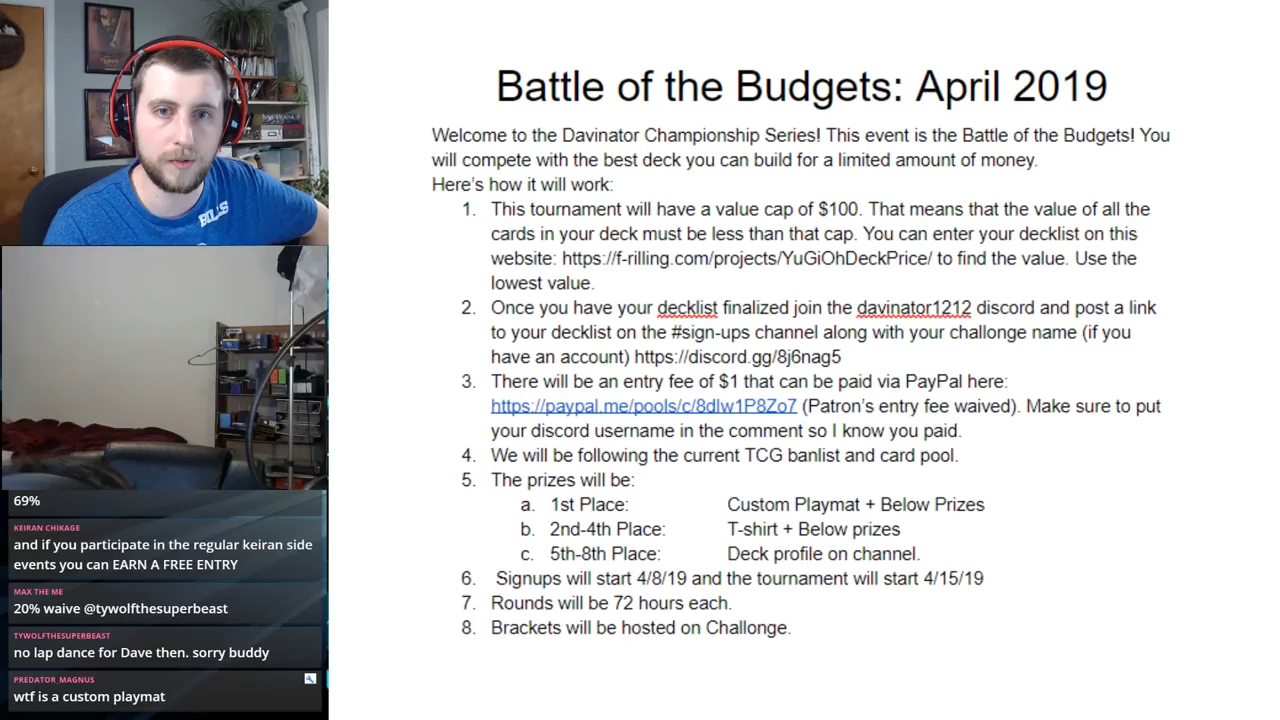 Battle of the Budgets: April 2019
Welcome to the Davinator Championship Series! This event is the Battle of the Budgets! You
will compete with the best deck you can build for a limited amount of money.
Here's how it will work:
1. This tournament will have a value cap of $100. That means that the value of all the
cards in your deck must be less than that cap. You can enter your decklist on this
website: https://f-rilling.com/projects/YuGiOhDeckPrice/ to find the value. Use the
lowest value.
2. Once you have your decklist finalized join the davinator1212 discord and post a link
to your decklist on the #sign-ups channel along with your challonge name (if you
have an account) https://discord.gg/8j6nag5
3. There will be an entry fee of $1 that can be paid via PayPal here:
https://paypal.me/pools/c/8dlw1P8Zo7 (Patron's entry fee waived). Make sure to put
your discord username in the comment so I know you paid.
4. We will be following the current TCG banlist and card pool.
5. The prizes will be:
a. 1st Place: Custom Playmat + Below Prizes
b. 2nd-4th Place: T-shirt + Below prizes
c. 5th-8th Place: Deck profile on channel.
6. Signups will start 4/8/19 and the tournament will start 4/15/19
7. Rounds will be 72 hours each.
8. Brackets will be hosted on Challonge.
BILLS
69%
KEIRAN CHIKAGE
and if you participate in the regular keiran side
events you can EARN A FREE ENTRY
MAX THE ME
20% waive @tywolfthesuperbeast
TYWOLFTHESUPERBEAST
no lap dance for Dave then. sorry buddy
PREDATOR_MAGNUS
wtf is a custom playmat